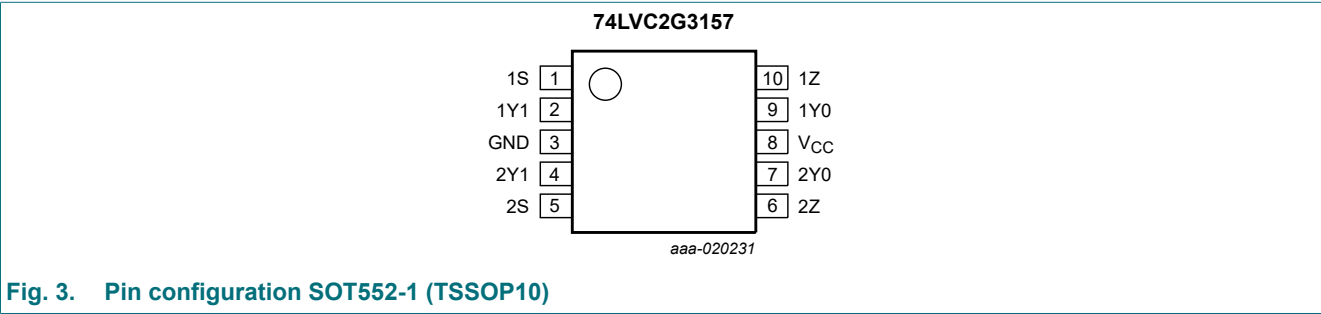 74LVC2G3157
1S 1 10 1Z
1Y1 2 9 1Y0
GND 3 8 VCC
2Y1 4 7 2Y0
2S 5 6 2Z
aaa-020231
Fig. 3. Pin configuration SOT552-1 (TSSOP10)